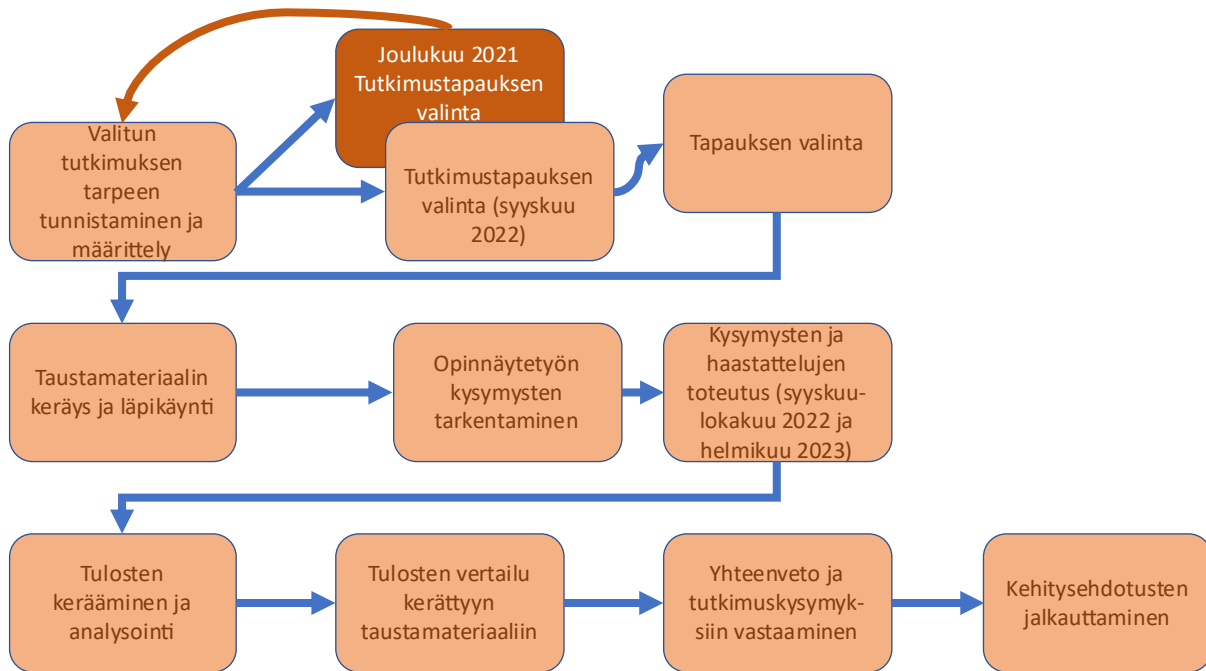 Joulukuu 2021
Tutkimustapauksen
valinta
Valitun
tutkimuksen
tarpeen
tunnistaminen ja
määrittely
Tutkimustapauksen
valinta (syyskuu
2022)
Tapauksen valinta
Taustamateriaalin
keräys ja läpikäynti
Opinnäytetyön
kysymysten
tarkentaminen
Kysymysten ja
haastattelujen
toteutus (syyskuu-
lokakuu 2022 ja
helmikuu 2023)
Tulosten
kerääminen ja
analysointi
Tulosten vertailu
kerättyyn
taustamateriaaliin
Yhteenveto ja
tutkimuskysymyk-
siin vastaaminen
Kehitysehdotusten
jalkauttaminen